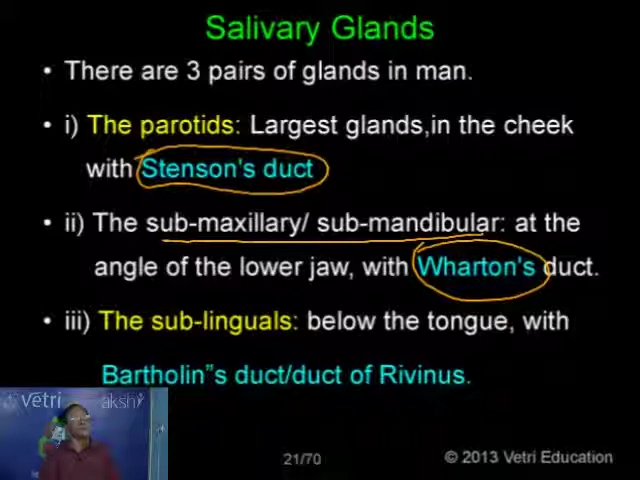 Salivary Glands
• There are 3 pairs of glands in man.
• i) The parotids: Largest glands,in the cheek
with Stenson's duct
• ii) The sub-maxillary/ sub-mandibular: at the
angle of the lower jaw, with Wharton's duct.
• iii) The sub-linguals: below the tongue, with
Bartholin"s duct/duct of Rivinus.
vetri akshi
21/70
© 2013 Vetri Education